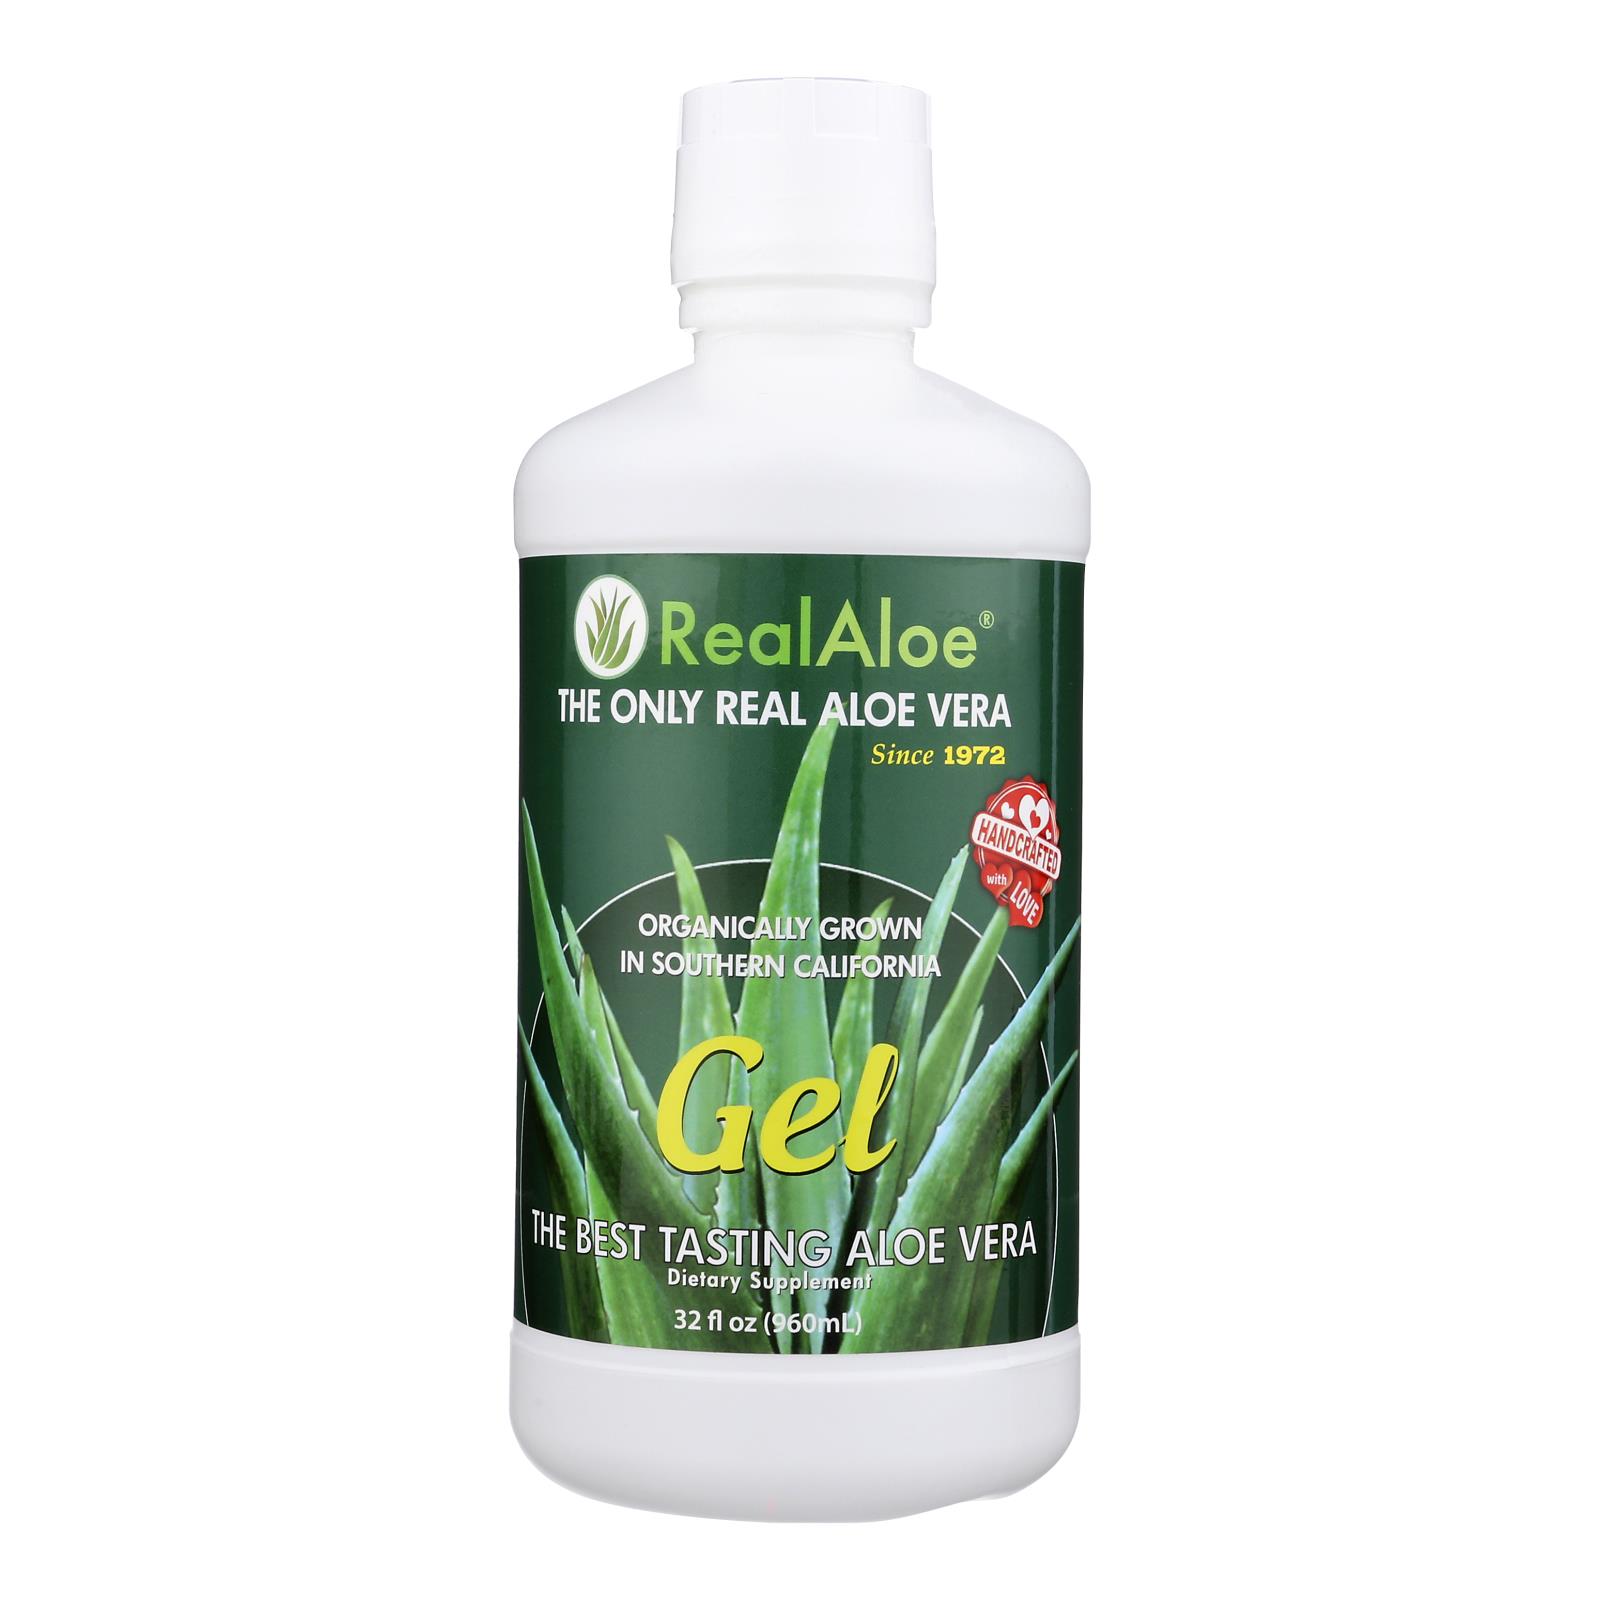 RealAloe®
THE ONLY REAL ALOE VERA
Since 1972
HANDCRAFTED
with LOVE
ORGANICALLY GROWN
IN SOUTHERN CALIFORNIA
Gel
THE BEST TASTING ALOE VERA
Dietary Supplement
32 fl oz (960mL)